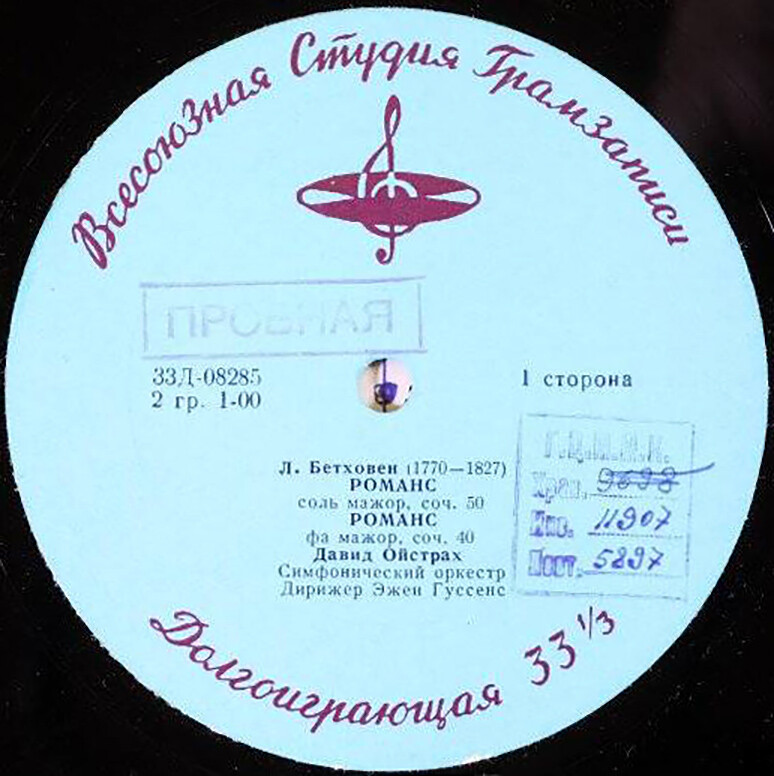 Всесоюзная Студия Грамзаписи
ПРОБНАЯ
33Д-08285
2 гр. 1-00
1 сторона
Л. Бетховен (1770—1827)
РОМАНС
соль мажор, соч. 50
РОМАНС
фа мажор, соч. 40
Давид Ойстрах
Симфонический оркестр
Дирижер Эжен Гуссенс
Г.Ц.М.М.К.
Хран. 9698
Инв. 11907
5897
Долгоиграющая 33 1/3